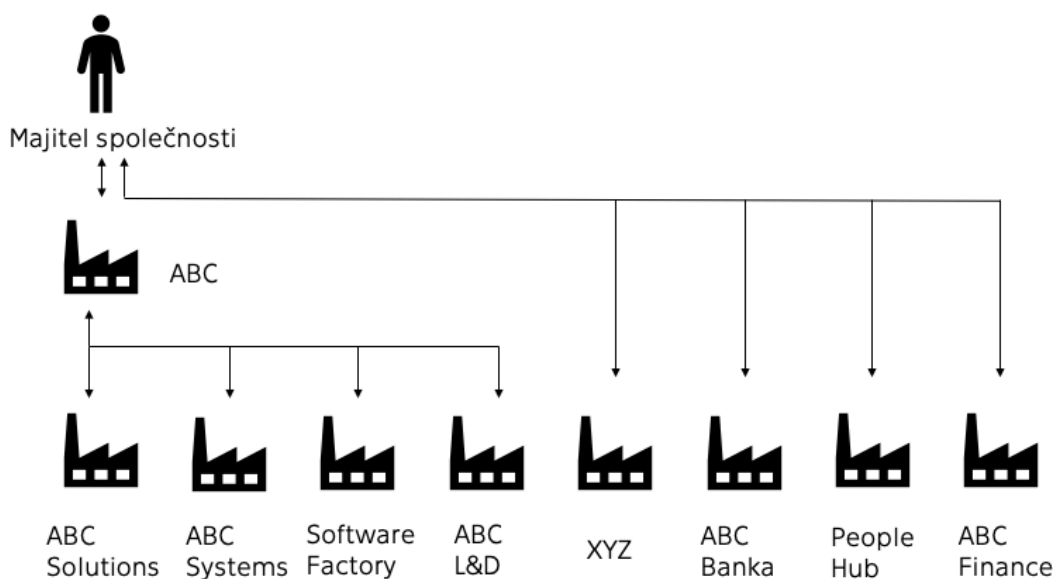 Majitel společnosti
ABC
ABC
Solutions
ABC
Systems
Software
Factory
ABC
L&D
XYZ
ABC
Banka
People
Hub
ABC
Finance